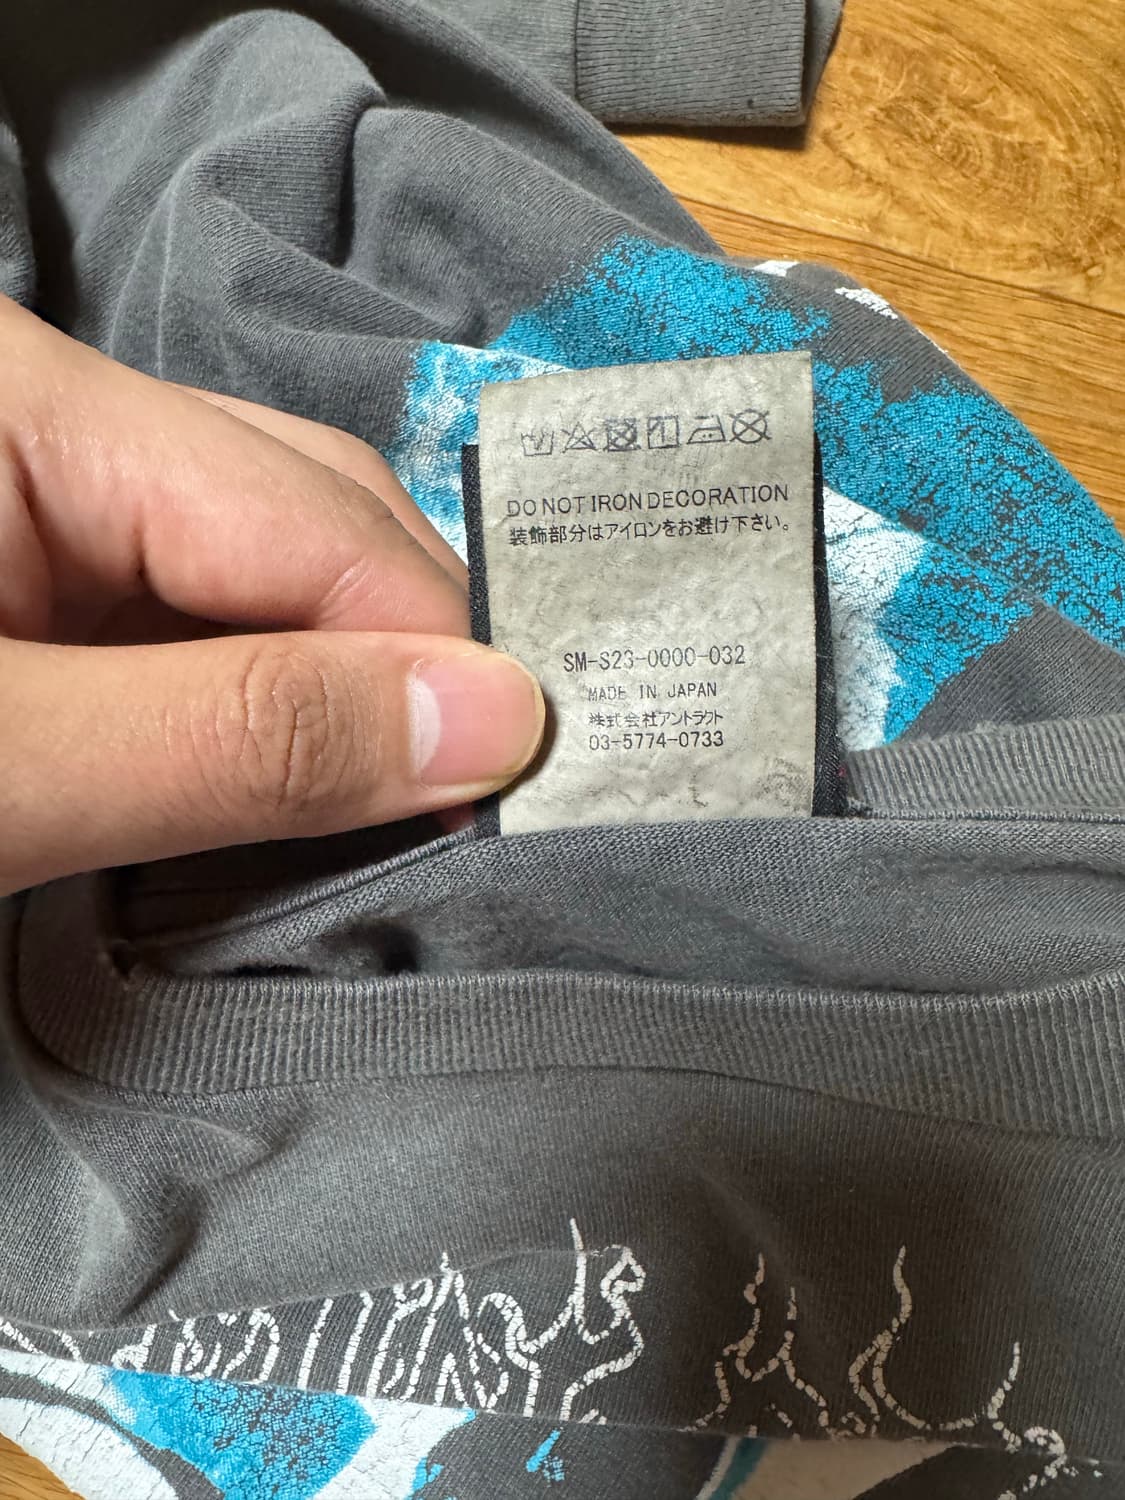 DO NOT IRON DECORATION
装飾部分はアイロンをお避け下さい。
SM-S23-0000-032
MADE IN JAPAN
株式会社アントラクト
03-5774-0733